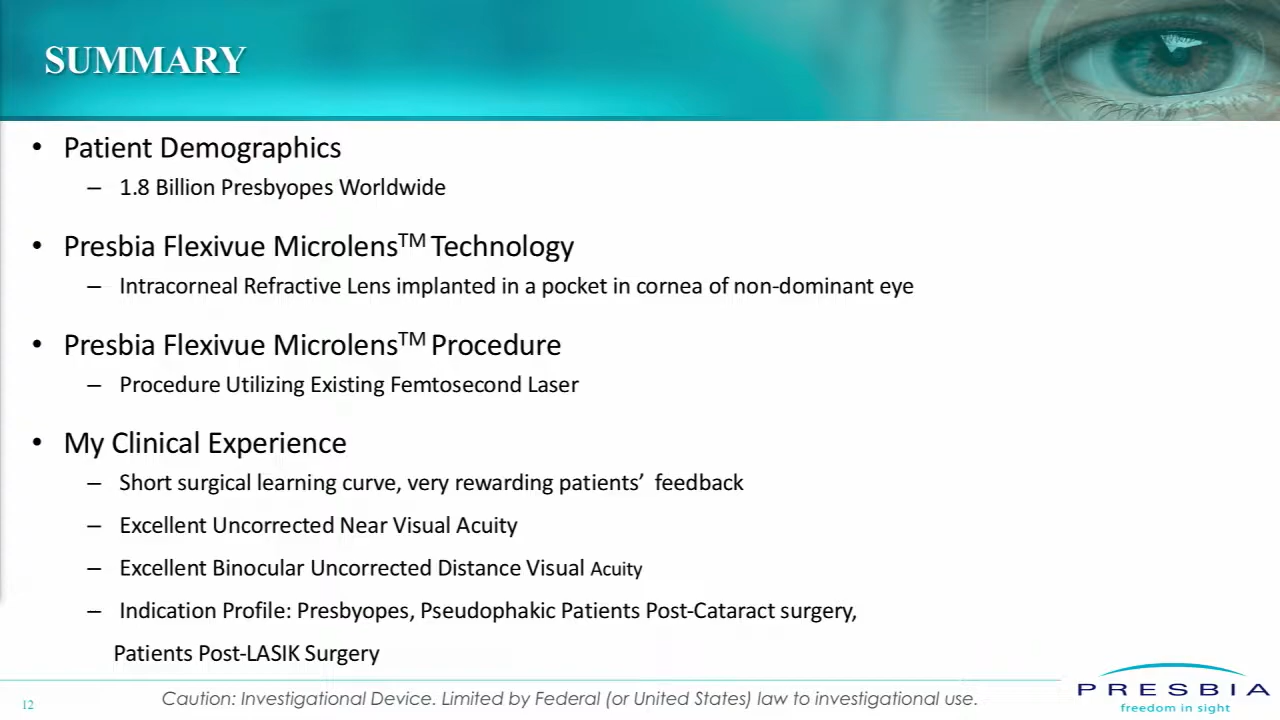 SUMMARY
• Patient Demographics
– 1.8 Billion Presbyopes Worldwide
• Presbia Flexivue Microlens™ Technology
– Intracorneal Refractive Lens implanted in a pocket in cornea of non-dominant eye
• Presbia Flexivue Microlens™ Procedure
– Procedure Utilizing Existing Femtosecond Laser
• My Clinical Experience
– Short surgical learning curve, very rewarding patients’ feedback
– Excellent Uncorrected Near Visual Acuity
– Excellent Binocular Uncorrected Distance Visual Acuity
– Indication Profile: Presbyopes, Pseudophakic Patients Post-Cataract surgery,
Patients Post-LASIK Surgery
12
Caution: Investigational Device. Limited by Federal (or United States) law to investigational use.
PRESBIA
freedom in sight